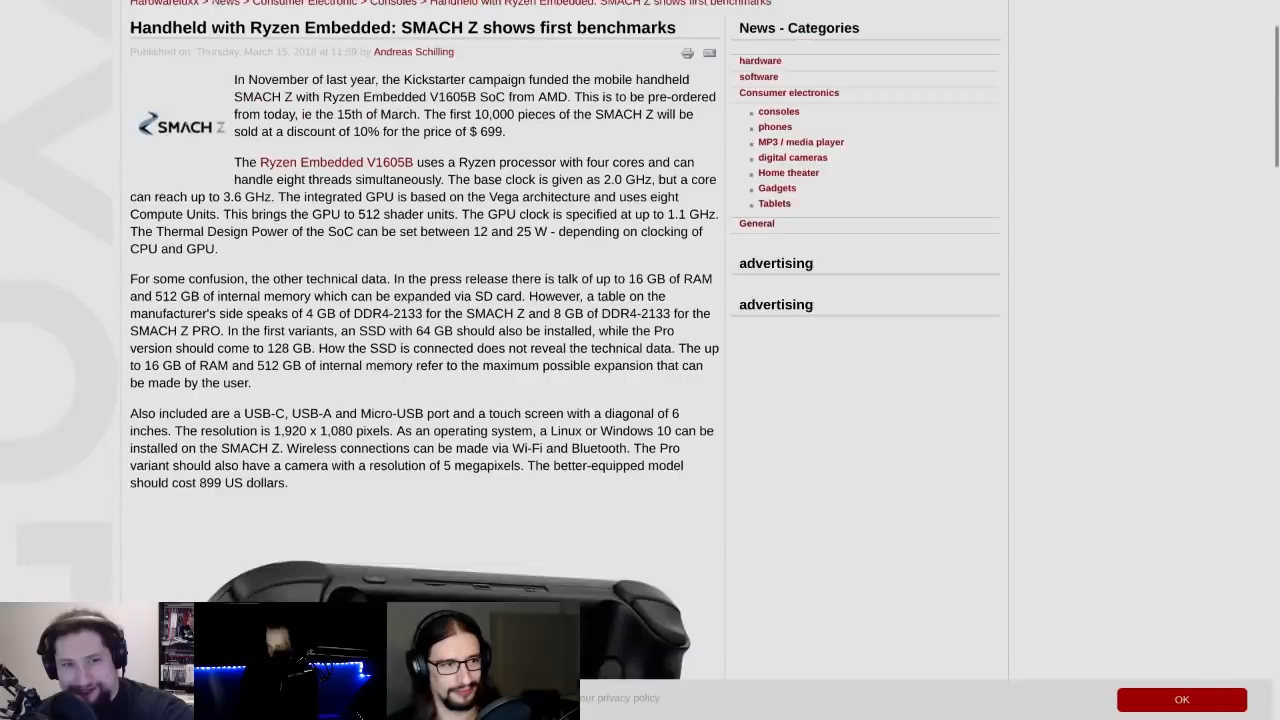 Hardwareluxx > News > Consumer Electronic > Consoles > Handheld with Ryzen Embedded: SMACH Z shows first benchmarks
Handheld with Ryzen Embedded: SMACH Z shows first benchmarks
Published on: Thursday, March 15, 2018 at 11:59 by Andreas Schilling
SMACH Z
In November of last year, the Kickstarter campaign funded the mobile handheld
SMACH Z with Ryzen Embedded V1605B SoC from AMD. This is to be pre-ordered
from today, ie the 15th of March. The first 10,000 pieces of the SMACH Z will be
sold at a discount of 10% for the price of $ 699.
The Ryzen Embedded V1605B uses a Ryzen processor with four cores and can
handle eight threads simultaneously. The base clock is given as 2.0 GHz, but a core
can reach up to 3.6 GHz. The integrated GPU is based on the Vega architecture and uses eight
Compute Units. This brings the GPU to 512 shader units. The GPU clock is specified at up to 1.1 GHz.
The Thermal Design Power of the SoC can be set between 12 and 25 W - depending on clocking of
CPU and GPU.
For some confusion, the other technical data. In the press release there is talk of up to 16 GB of RAM
and 512 GB of internal memory which can be expanded via SD card. However, a table on the
manufacturer's side speaks of 4 GB of DDR4-2133 for the SMACH Z and 8 GB of DDR4-2133 for the
SMACH Z PRO. In the first variants, an SSD with 64 GB should also be installed, while the Pro
version should come to 128 GB. How the SSD is connected does not reveal the technical data. The up
to 16 GB of RAM and 512 GB of internal memory refer to the maximum possible expansion that can
be made by the user.
Also included are a USB-C, USB-A and Micro-USB port and a touch screen with a diagonal of 6
inches. The resolution is 1,920 x 1,080 pixels. As an operating system, a Linux or Windows 10 can be
installed on the SMACH Z. Wireless connections can be made via Wi-Fi and Bluetooth. The Pro
variant should also have a camera with a resolution of 5 megapixels. The better-equipped model
should cost 899 US dollars.
News - Categories
hardware
software
Consumer electronics
consoles
phones
MP3 / media player
digital cameras
Home theater
Gadgets
Tablets
General
advertising
advertising
our privacy policy.
OK